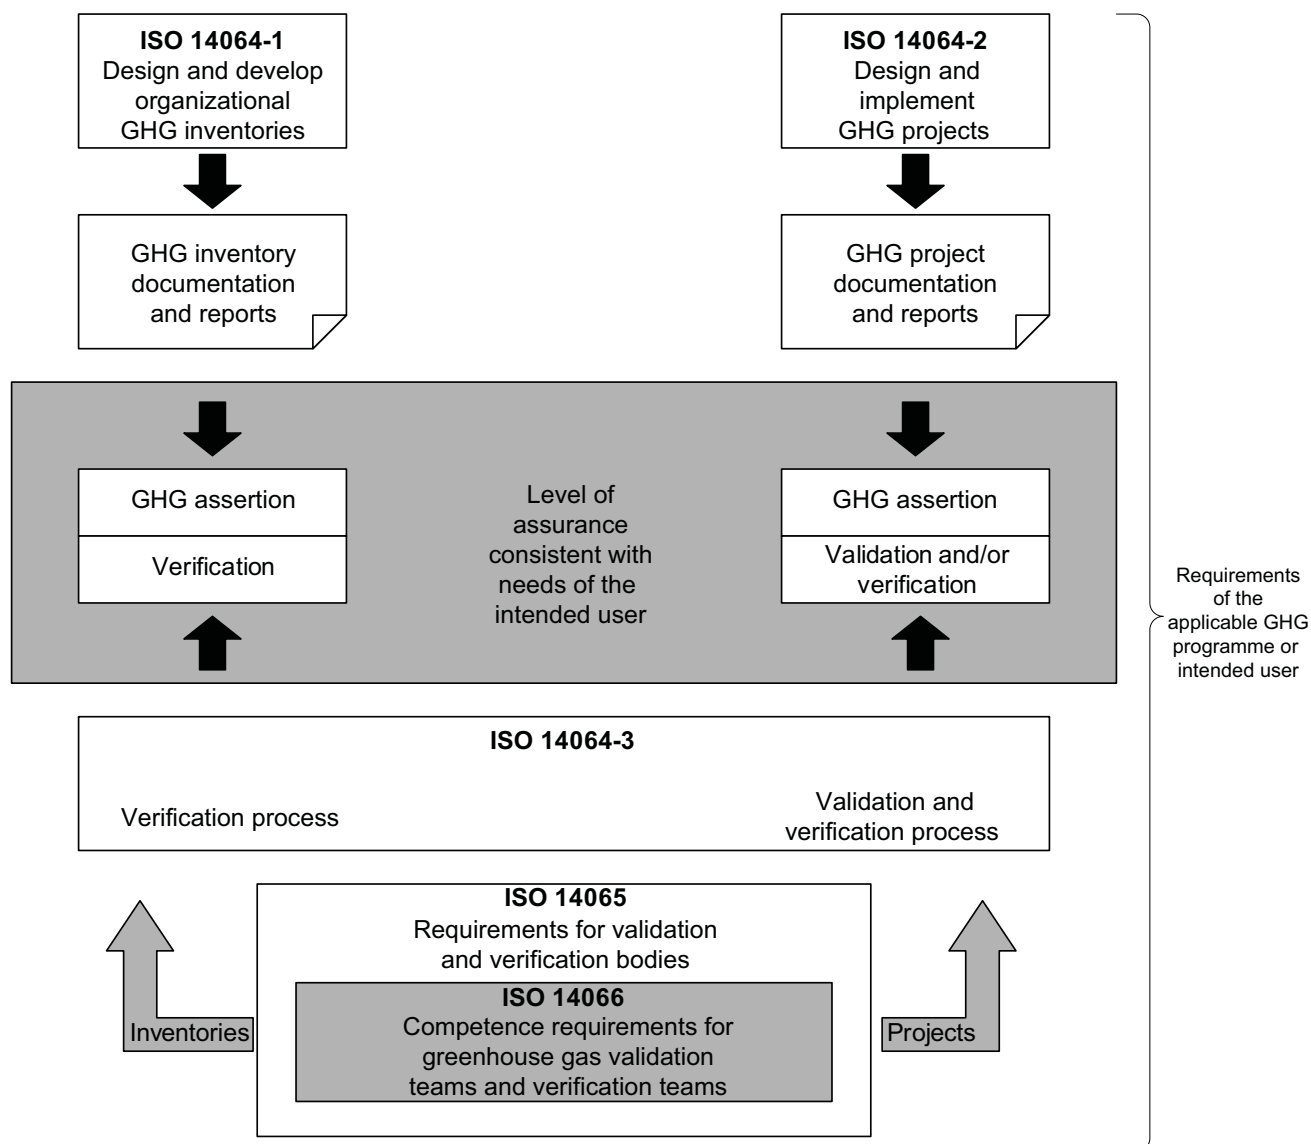 ISO 14064-1
Design and develop
organizational
GHG inventories
ISO 14064-2
Design and
implement
GHG projects
GHG inventory
documentation
and reports
GHG project
documentation
and reports
GHG assertion
Verification
Level of
assurance
consistent with
needs of the
intended user
GHG assertion
Validation and/or
verification
Requirements
of the
applicable GHG
programme or
intended user
ISO 14064-3
Verification process
Validation and
verification process
ISO 14065
Requirements for validation
and verification bodies
ISO 14066
Competence requirements for
greenhouse gas validation
teams and verification teams
Inventories
Projects